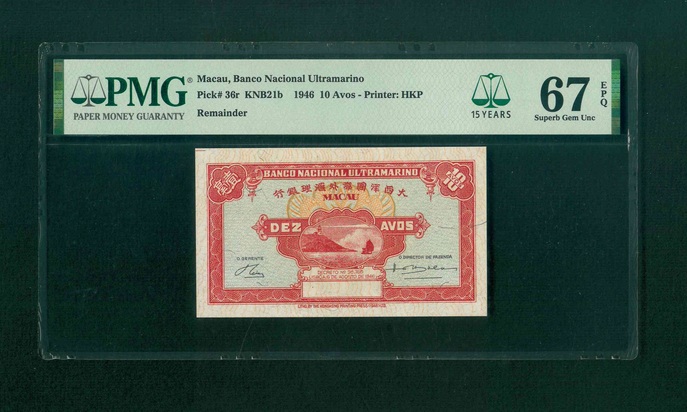 PMG®
PAPER MONEY GUARANTY
Macau, Banco Nacional Ultramarino
Pick# 36r KNB21b 1946 10 Avos - Printer: HKP
Remainder
15 YEARS
67 EPQ
Superb Gem Unc
BANCO NACIONAL ULTRAMARINO
行銀理滙外海國洋西大
MACAU
DEZ AVOS
O GERENTE
O DIRECTOR DE FAZENDA